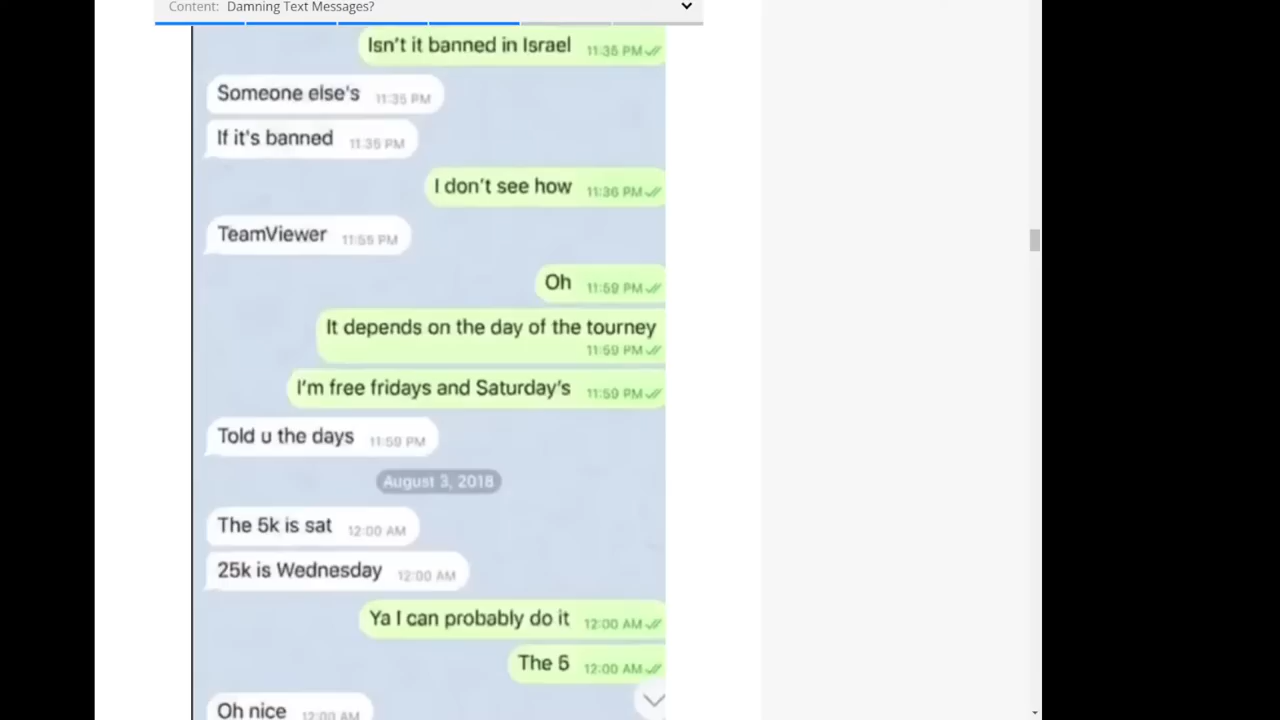 Content: Damning Text Messages?
Isn't it banned in Israel 11:35 PM
Someone else's 11:35 PM
If it's banned 11:35 PM
I don't see how 11:36 PM
TeamViewer 11:59 PM
Oh 11:59 PM
It depends on the day of the tourney
11:59 PM
I'm free fridays and Saturday's 11:59 PM
Told u the days 11:59 PM
August 3, 2018
The 5k is sat 12:00 AM
25k is Wednesday 12:00 AM
Ya I can probably do it 12:00 AM
The 5 12:00 AM
Oh nice 12:00 AM